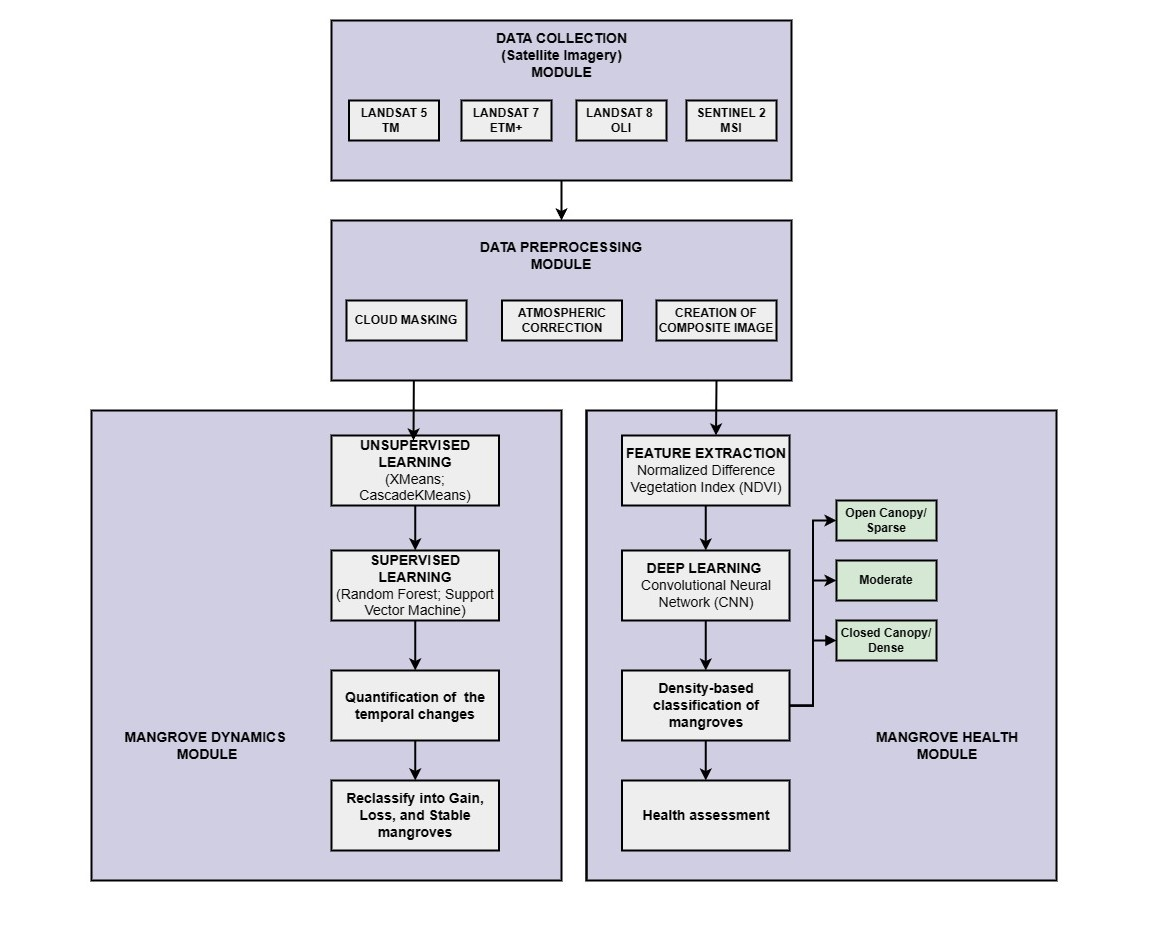 DATA COLLECTION
(Satellite Imagery)
MODULE
LANDSAT 5
TM
LANDSAT 7
ETM+
LANDSAT 8
OLI
SENTINEL 2
MSI
DATA PREPROCESSING
MODULE
CLOUD MASKING
ATMOSPHERIC
CORRECTION
CREATION OF
COMPOSITE IMAGE
UNSUPERVISED
LEARNING
(XMeans;
CascadeKMeans)
SUPERVISED
LEARNING
(Random Forest; Support
Vector Machine)
Quantification of the
temporal changes
Reclassify into Gain,
Loss, and Stable
mangroves
MANGROVE DYNAMICS
MODULE
FEATURE EXTRACTION
Normalized Difference
Vegetation Index (NDVI)
DEEP LEARNING
Convolutional Neural
Network (CNN)
Density-based
classification of
mangroves
Health assessment
Open Canopy/
Sparse
Moderate
Closed Canopy/
Dense
MANGROVE HEALTH
MODULE